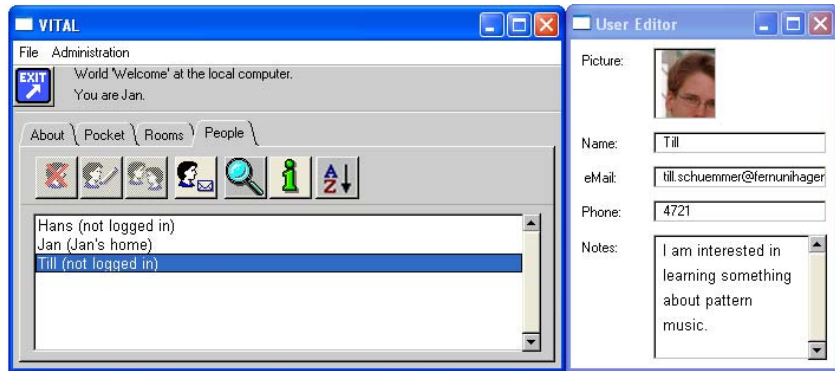 VITAL
File Administration
EXIT
World 'Welcome' at the local computer.
You are Jan.
About Pocket Rooms People
A
Z
Hans (not logged in)
Jan (Jan's home)
Till (not logged in)
User Editor
Picture:
Name: Till
eMail: till.schuemmer@fernunihager
Phone: 4721
Notes: I am interested in
learning something
about pattern
music.